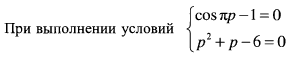 При выполнении условий
cos πp − 1 = 0
p² + p − 6 = 0